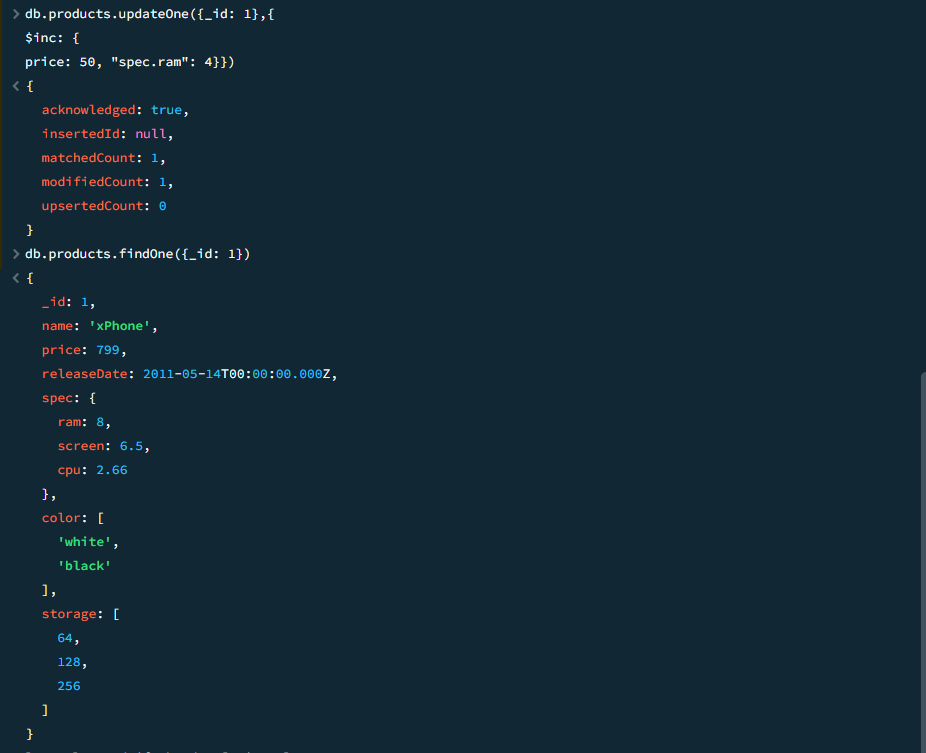 > db.products.updateOne({_id: 1},{
$inc: {
price: 50, "spec.ram": 4}})
< {
acknowledged: true,
insertedId: null,
matchedCount: 1,
modifiedCount: 1,
upsertedCount: 0
}
> db.products.findOne({_id: 1})
< {
_id: 1,
name: 'xPhone',
price: 799,
releaseDate: 2011-05-14T00:00:00.000Z,
spec: {
ram: 8,
screen: 6.5,
cpu: 2.66
},
color: [
'white',
'black'
],
storage: [
64,
128,
256
]
}